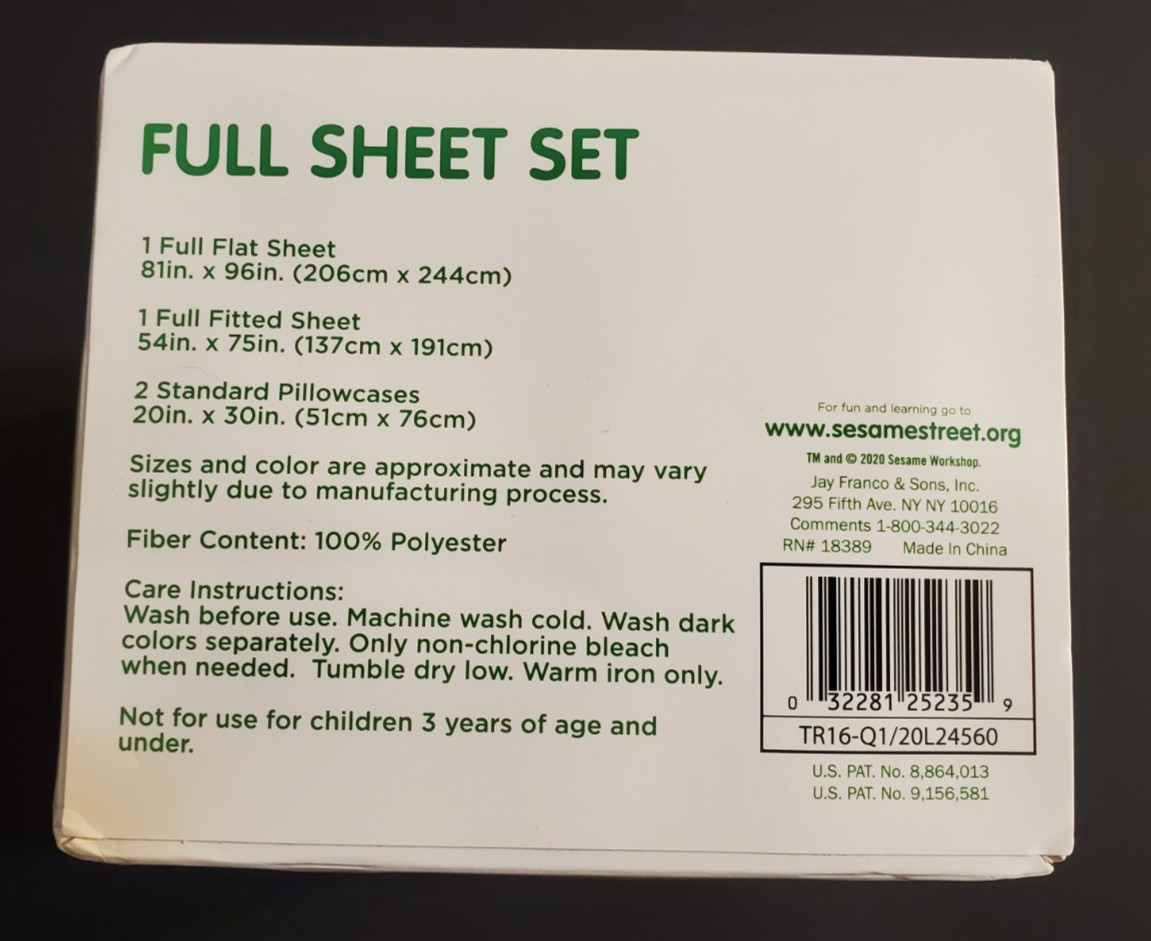 FULL SHEET SET
1 Full Flat Sheet
81in. x 96in. (206cm x 244cm)
1 Full Fitted Sheet
54in. x 75in. (137cm x 191cm)
2 Standard Pillowcases
20in. x 30in. (51cm x 76cm)
Sizes and color are approximate and may vary
slightly due to manufacturing process.
Fiber Content: 100% Polyester
Care Instructions:
Wash before use. Machine wash cold. Wash dark
colors separately. Only non-chlorine bleach
when needed.  Tumble dry low. Warm iron only.
Not for use for children 3 years of age and
under.
For fun and learning go to
www.sesamestreet.org
TM and © 2020 Sesame Workshop.
Jay Franco & Sons, Inc.
295 Fifth Ave. NY NY 10016
Comments 1-800-344-3022
RN# 18389 Made In China
0 32281 25235 9
TR16-Q1/20L24560
U.S. PAT. No. 8,864,013
U.S. PAT. No. 9,156,581